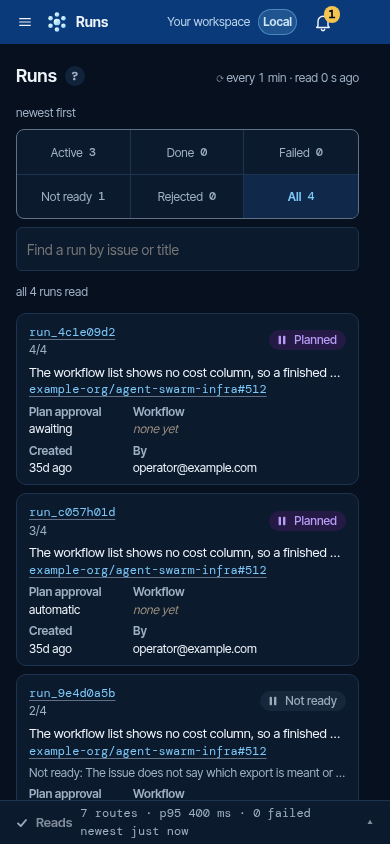 Runs
Your workspace Local 1
Runs ? every 1 min · read 0 s ago
newest first
Active 3 Done 0 Failed 0
Not ready 1 Rejected 0 All 4
Find a run by issue or title
all 4 runs read
run_4c1e09d2 Planned
4/4
The workflow list shows no cost column, so a finished ...
example-org/agent-swarm-infra#512
Plan approval Workflow
awaiting none yet
Created By
35d ago operator@example.com
run_c057h01d Planned
3/4
The workflow list shows no cost column, so a finished ...
example-org/agent-swarm-infra#512
Plan approval Workflow
automatic none yet
Created By
35d ago operator@example.com
run_9e4d0a5b Not ready
2/4
The workflow list shows no cost column, so a finished ...
example-org/agent-swarm-infra#512
Not ready: The issue does not say which export is meant or ...
Plan approval Workflow
Reads 7 routes · p95 400 ms · 0 failed
newest just now